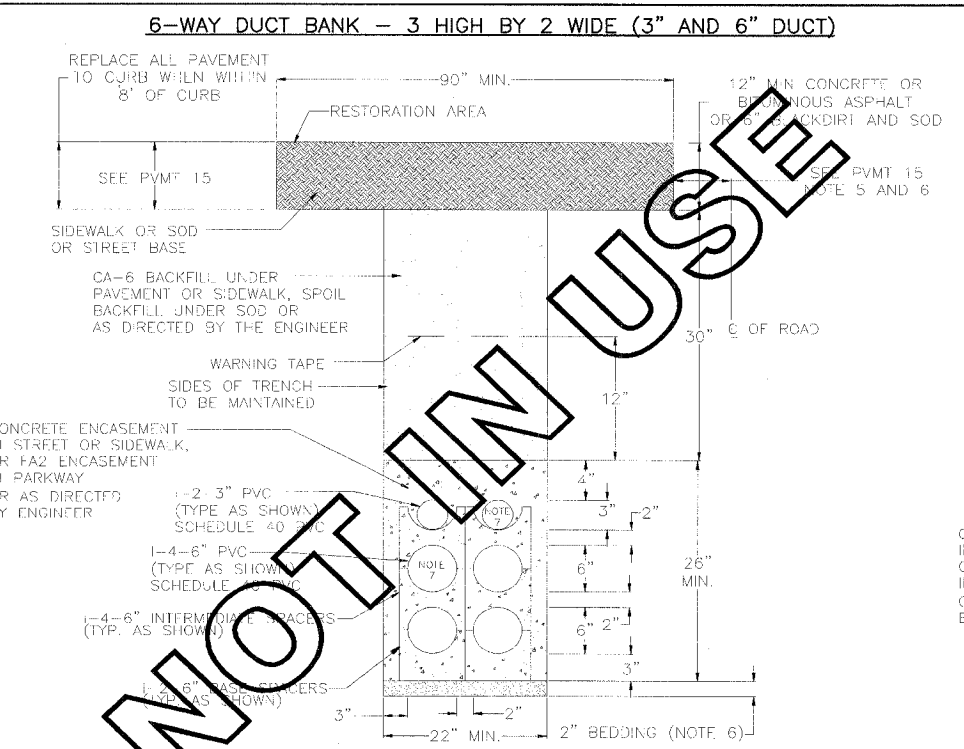 6-WAY DUCT BANK - 3 HIGH BY 2 WIDE (3" AND 6" DUCT)
REPLACE ALL PAVEMENT
TO CURB WHEN WITHIN
8' OF CURB
90" MIN.
RESTORATION AREA
12" MIN CONCRETE OR
BITUMINOUS ASPHALT
OR 6" BLACKDIRT AND SOD
SEE PVMT 15
SEE PVMT 15
NOTE 5 AND 6
SIDEWALK OR SOD
OR STREET BASE
CA-6 BACKFILL UNDER
PAVEMENT OR SIDEWALK, SPOIL
BACKFILL UNDER SOD OR
AS DIRECTED BY THE ENGINEER
30"
OF ROAD
WARNING TAPE
SIDES OF TRENCH
TO BE MAINTAINED
12"
CONCRETE ENCASEMENT
STREET OR SIDEWALK,
FA2 ENCASEMENT
PARKWAY
AS DIRECTED
ENGINEER
1-2-3" PVC
(TYPE AS SHOWN)
SCHEDULE 40 PVC
NOTE
7
4"
3"
2"
1-4-6" PVC
(TYPE AS SHOWN)
SCHEDULE 40 PVC
NOTE
7
6"
26"
MIN.
1-4-6" INTERMEDIATE SPACERS
(TYP. AS SHOWN)
6"
2"
3"
1-2-6" BASE SPACERS
(TYP. AS SHOWN)
3"
2"
22" MIN.
2" BEDDING (NOTE 6)
NOT IN USE